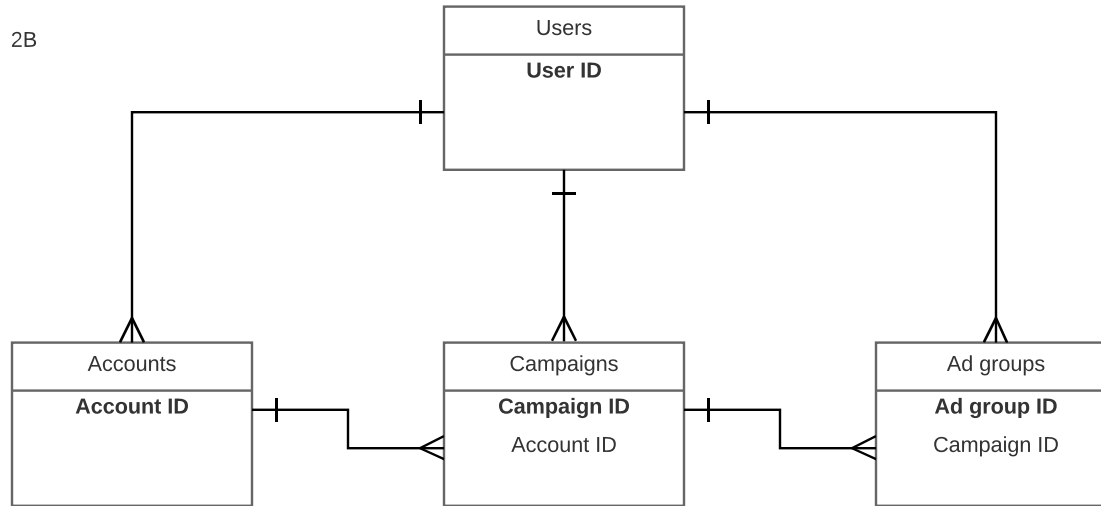 2B
Users
User ID
Accounts
Account ID
Campaigns
Campaign ID
Account ID
Ad groups
Ad group ID
Campaign ID